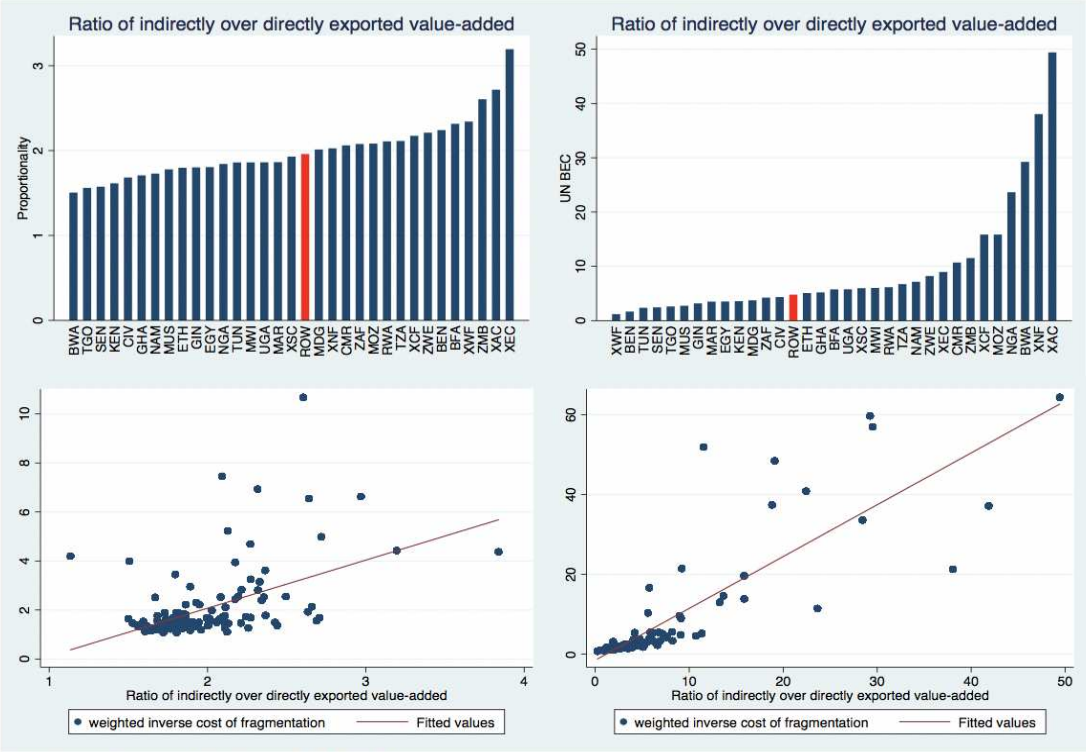 Ratio of indirectly over directly exported value-added
Proportionality
3
2
1
0
BWA TGO SEN KEN CIV GHA NAM MUS ETH GIN EGY NGA TUN MWI UGA MAR XSC ROW MDG XNF CMR ZAF MOZ RWA TZA XCF ZWE BEN BFA XWF ZMB XAC XEC
Ratio of indirectly over directly exported value-added
UN BEC
50
40
30
20
10
0
XWF BEN TUN SEN TGO MUS GIN MAR EGY KEN MDG ZAF CIV ROW ETH GHA BFA UGA XSC MWI RWA TZA NAM ZWE XEC CMR ZMB XCF MOZ NGA BWA XNF XAC
10
8
6
4
2
0
1 2 3 4
Ratio of indirectly over directly exported value-added
weighted inverse cost of fragmentation Fitted values
60
40
20
0
0 10 20 30 40 50
Ratio of indirectly over directly exported value-added
weighted inverse cost of fragmentation Fitted values